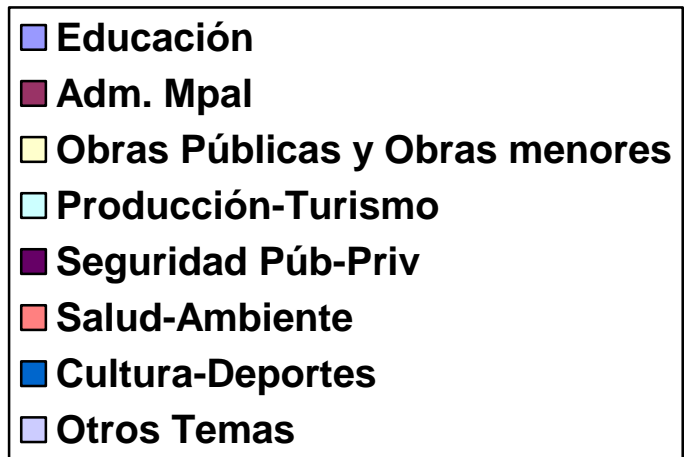 Educación
Adm. Mpal
Obras Públicas y Obras menores
Producción-Turismo
Seguridad Púb-Priv
Salud-Ambiente
Cultura-Deportes
Otros Temas